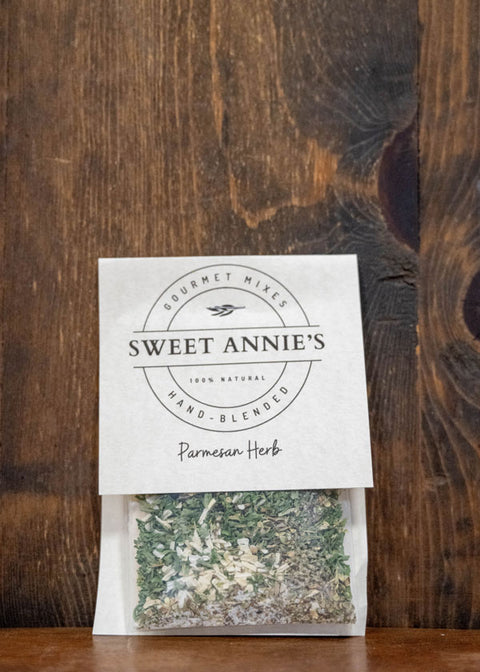 GOURMET MIXES
SWEET ANNIE'S
100% NATURAL
HAND-BLENDED
Parmesan Herb